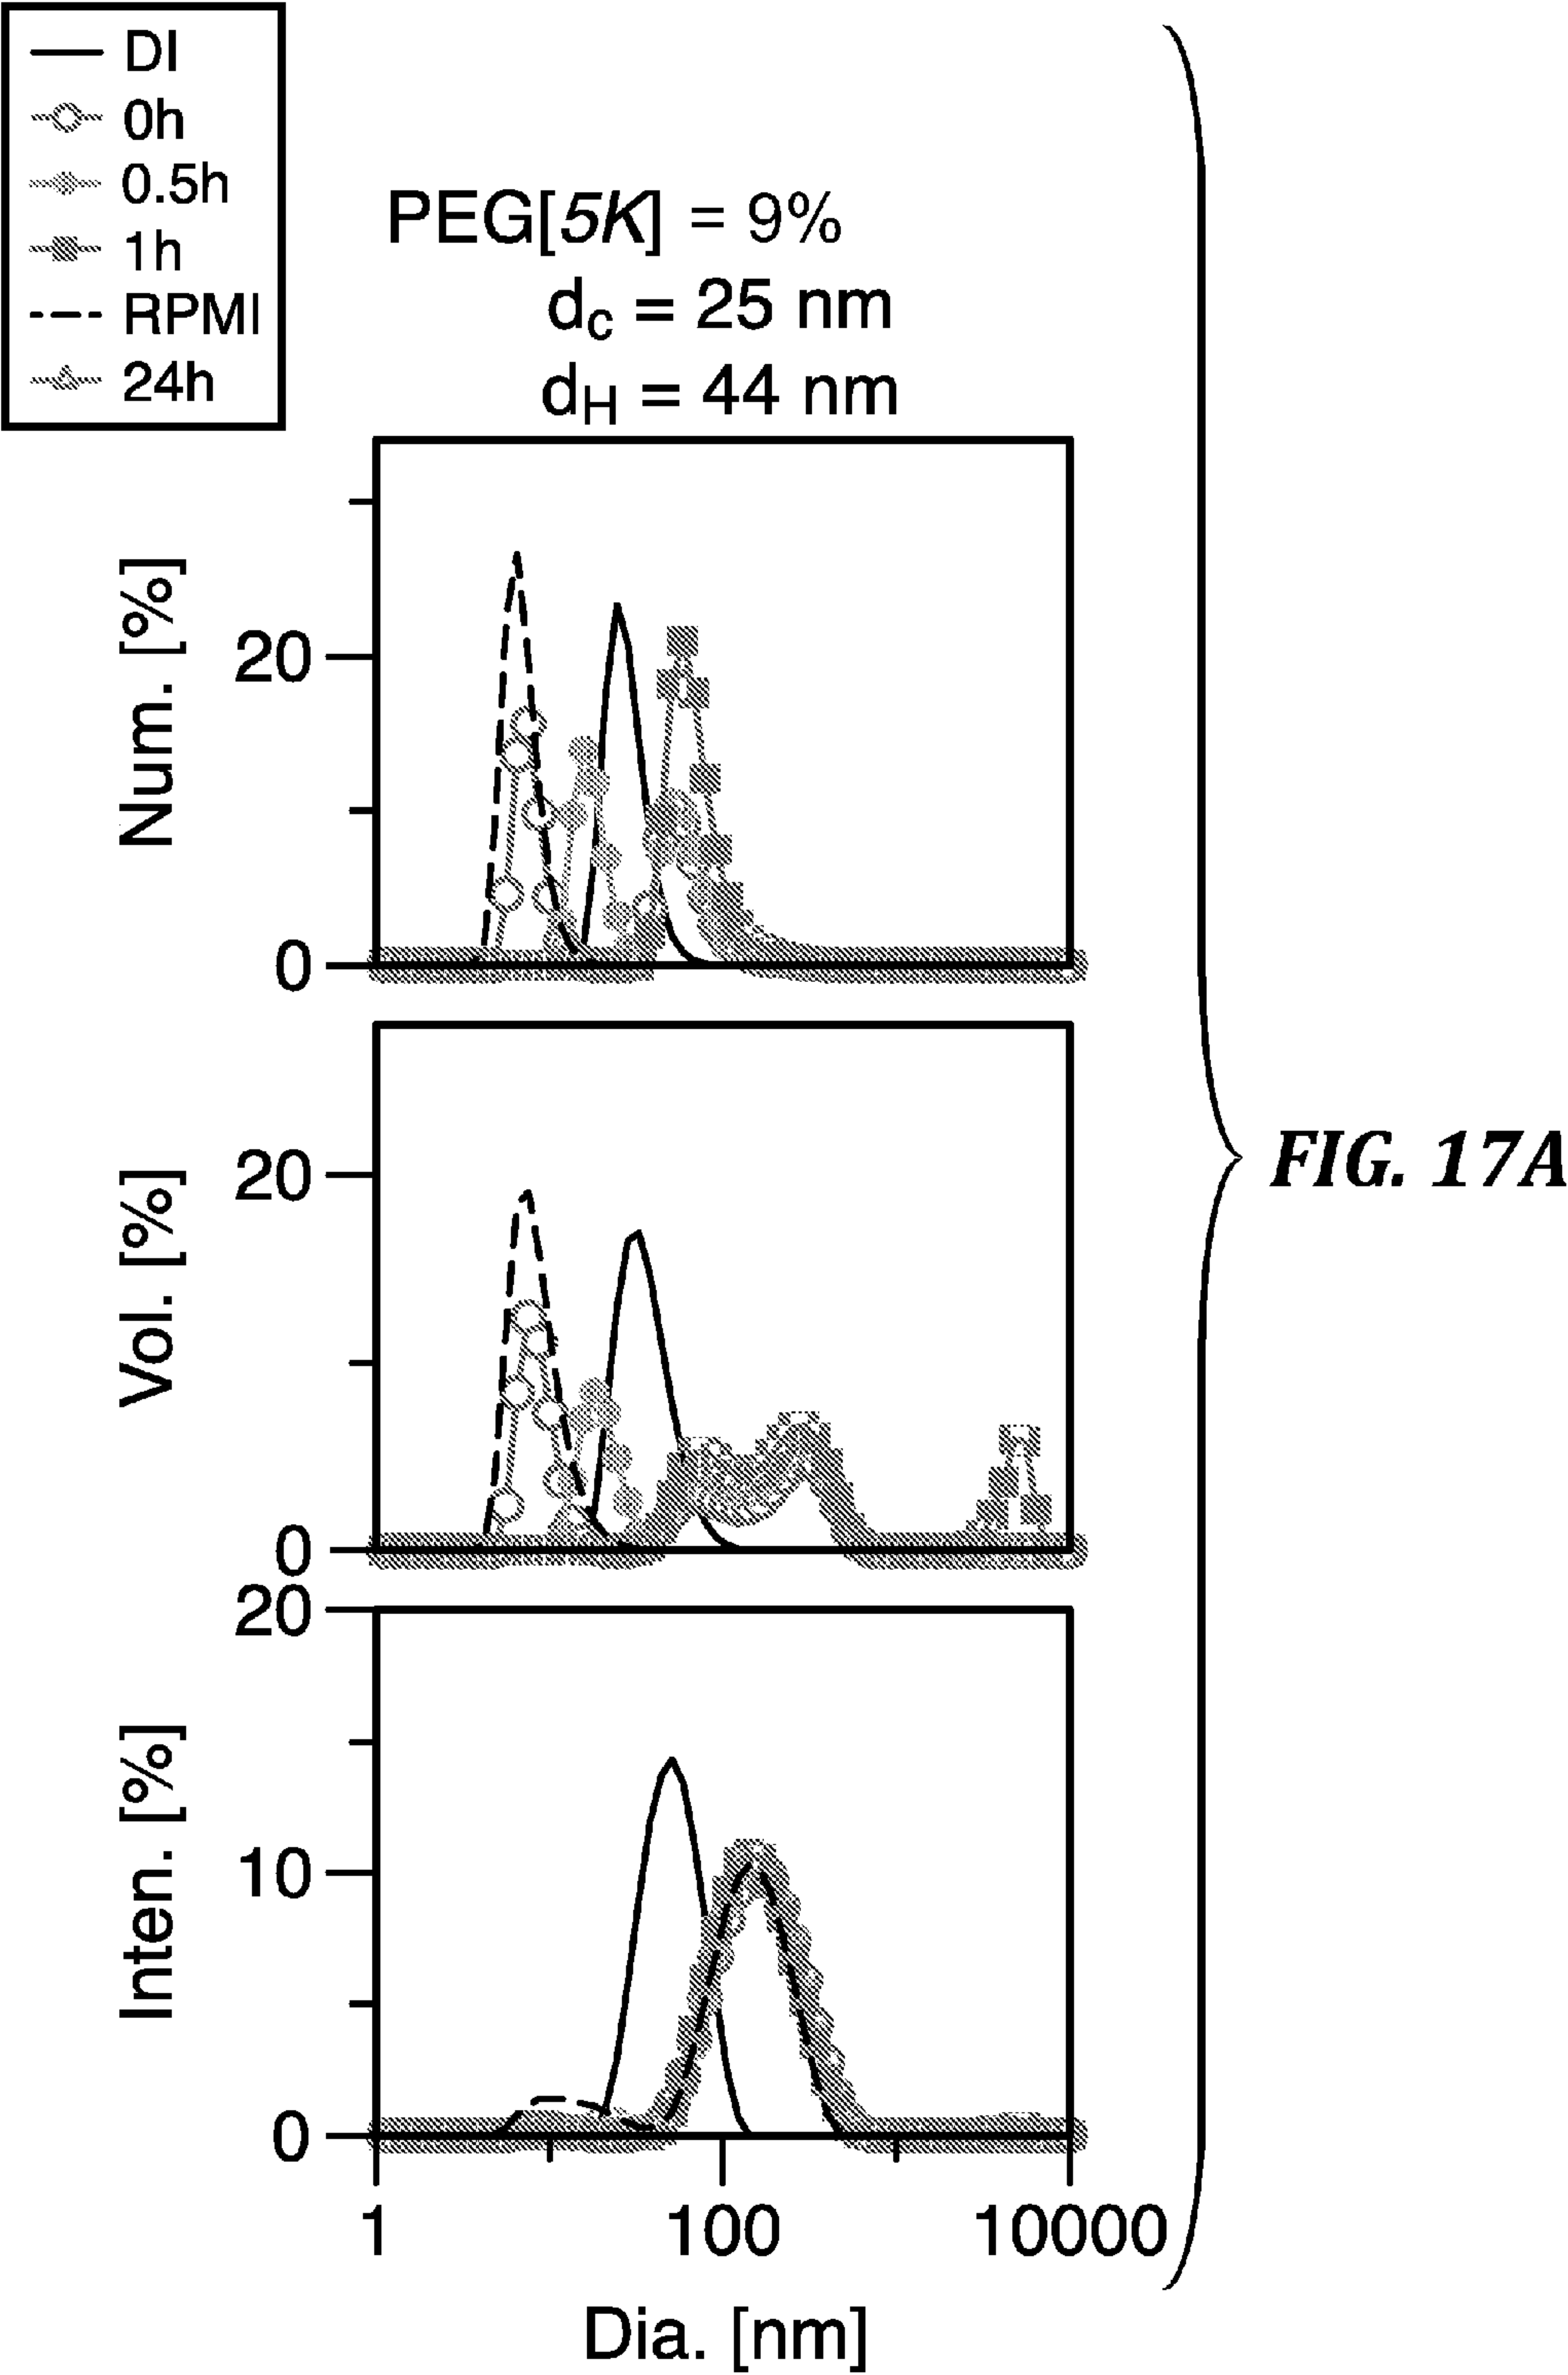 DI
0h
0.5h
1h
RPMI
24h
PEG[5K] = 9%
dc = 25 nm
dH = 44 nm
Num. [%]
20
0
Vol. [%]
20
0
Inten. [%]
20
10
0
1 100 10000
Dia. [nm]
FIG. 17A